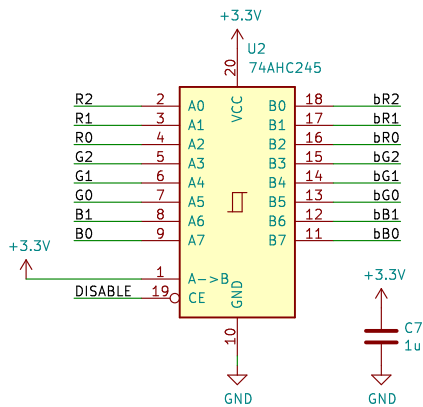 +3.3V
U2
74AHC245
20
VCC
R2 2 A0 B0 18 bR2
R1 3 A1 B1 17 bR1
R0 4 A2 B2 16 bR0
G2 5 A3 B3 15 bG2
G1 6 A4 B4 14 bG1
G0 7 A5 B5 13 bG0
B1 8 A6 B6 12 bB1
B0 9 A7 B7 11 bB0
+3.3V
1 A->B
DISABLE 19 CE
GND
10
GND
+3.3V
C7
1u
GND